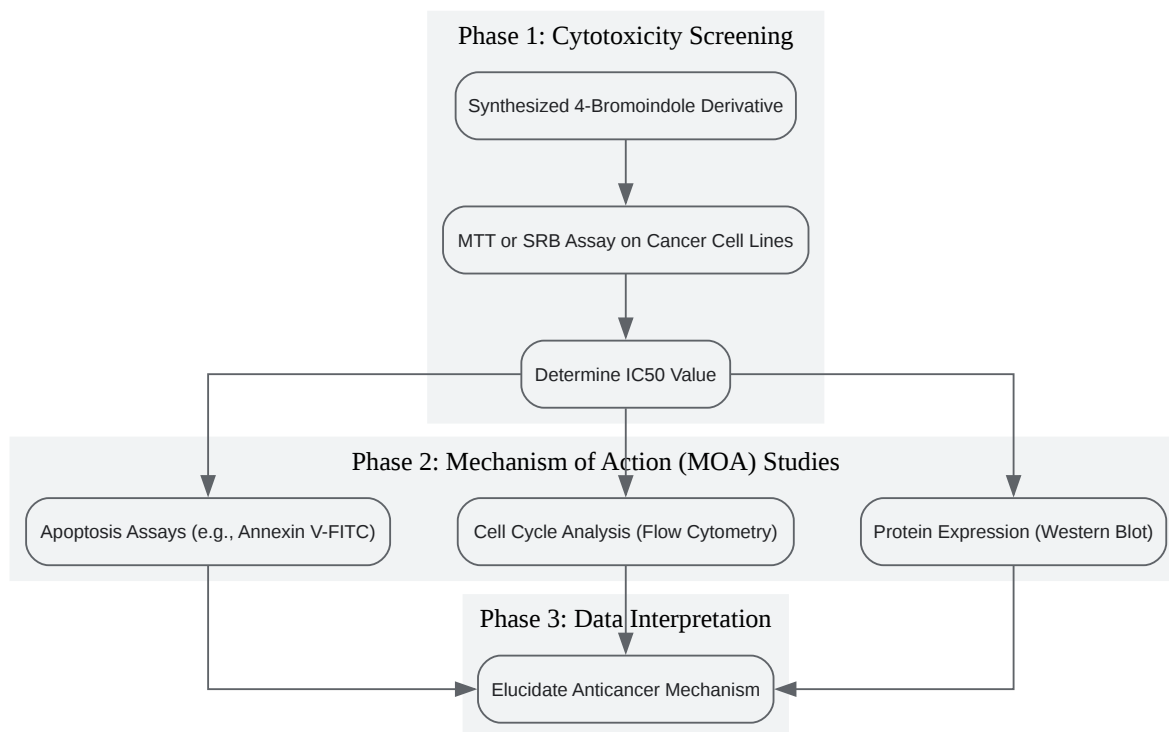 Phase 1: Cytotoxicity Screening
Synthesized 4-Bromoindole Derivative
MTT or SRB Assay on Cancer Cell Lines
Determine IC50 Value
Phase 2: Mechanism of Action (MOA) Studies
Apoptosis Assays (e.g., Annexin V-FITC)
Cell Cycle Analysis (Flow Cytometry)
Protein Expression (Western Blot)
Phase 3: Data Interpretation
Elucidate Anticancer Mechanism